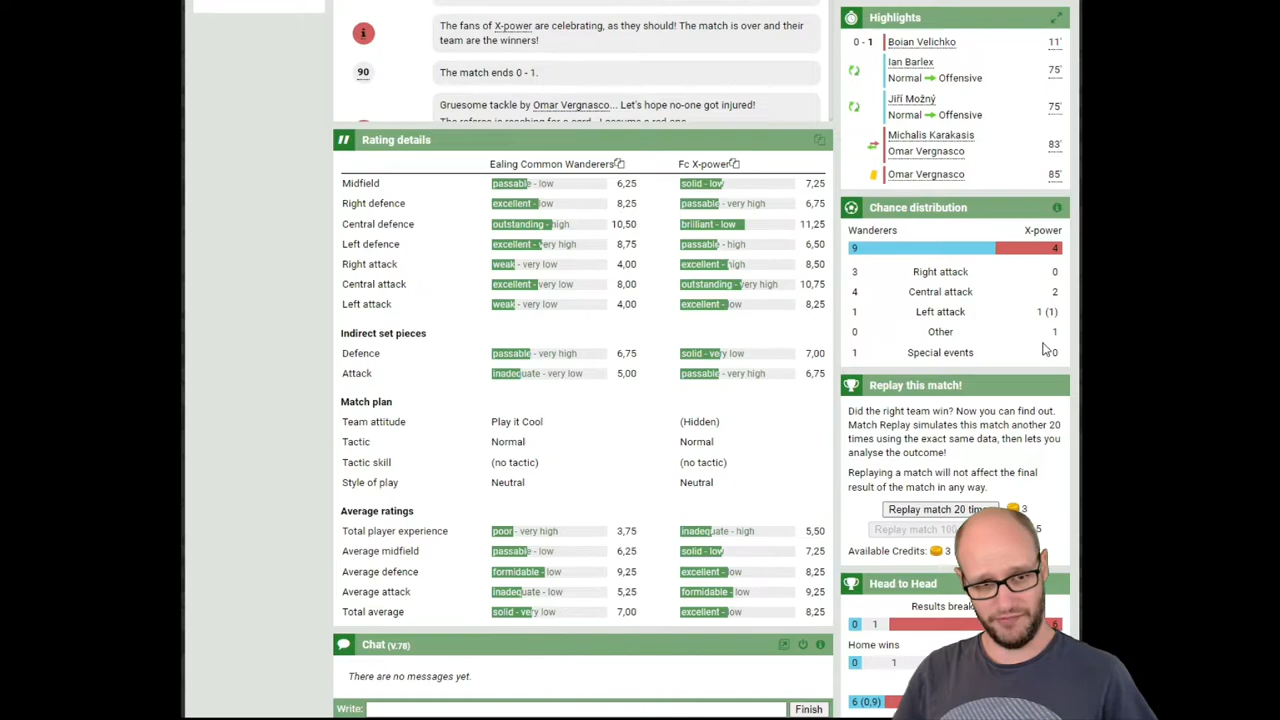 The fans of X-power are celebrating, as they should! The match is over and their
team are the winners!
90
The match ends 0 - 1.
Gruesome tackle by Omar Vergnasco... Let's hope no-one got injured!
Rating details
Ealing Common Wanderers Fc X-power
Midfield passable - low 6,25 solid - low 7,25
Right defence excellent - low 8,25 passable - very high 6,75
Central defence outstanding - high 10,50 brilliant - low 11,25
Left defence excellent - very high 8,75 passable - high 6,50
Right attack weak - very low 4,00 excellent - high 8,50
Central attack excellent - very low 8,00 outstanding - very high 10,75
Left attack weak - very low 4,00 excellent - low 8,25
Indirect set pieces
Defence passable - very high 6,75 solid - very low 7,00
Attack inadequate - very low 5,00 passable - very high 6,75
Match plan
Team attitude Play it Cool (Hidden)
Tactic Normal Normal
Tactic skill (no tactic) (no tactic)
Style of play Neutral Neutral
Average ratings
Total player experience poor - very high 3,75 inadequate - high 5,50
Average midfield passable - low 6,25 solid - low 7,25
Average defence formidable - low 9,25 excellent - low 8,25
Average attack inadequate - low 5,25 formidable - low 9,25
Total average solid - very low 7,00 excellent - low 8,25
Chat (V.78)
There are no messages yet.
Write: Finish
Highlights
0 - 1 Boian Velichko 11'
Ian Barlex 75'
Normal Offensive
Jiří Možný 75'
Normal Offensive
Michalis Karakasis 83'
Omar Vergnasco
Omar Vergnasco 85'
Chance distribution
Wanderers X-power
9 4
3 Right attack 0
4 Central attack 2
1 Left attack 1 (1)
0 Other 1
1 Special events 0
Replay this match!
Did the right team win? Now you can find out.
Match Replay simulates this match another 20
times using the exact same data, then lets you
analyse the outcome!
Replaying a match will not affect the final
result of the match in any way.
Replay match 20 3
Replay match 5
Available Credits: 3
Head to Head
Results
0 1 6
Home wins
0 1
6 (0,9)